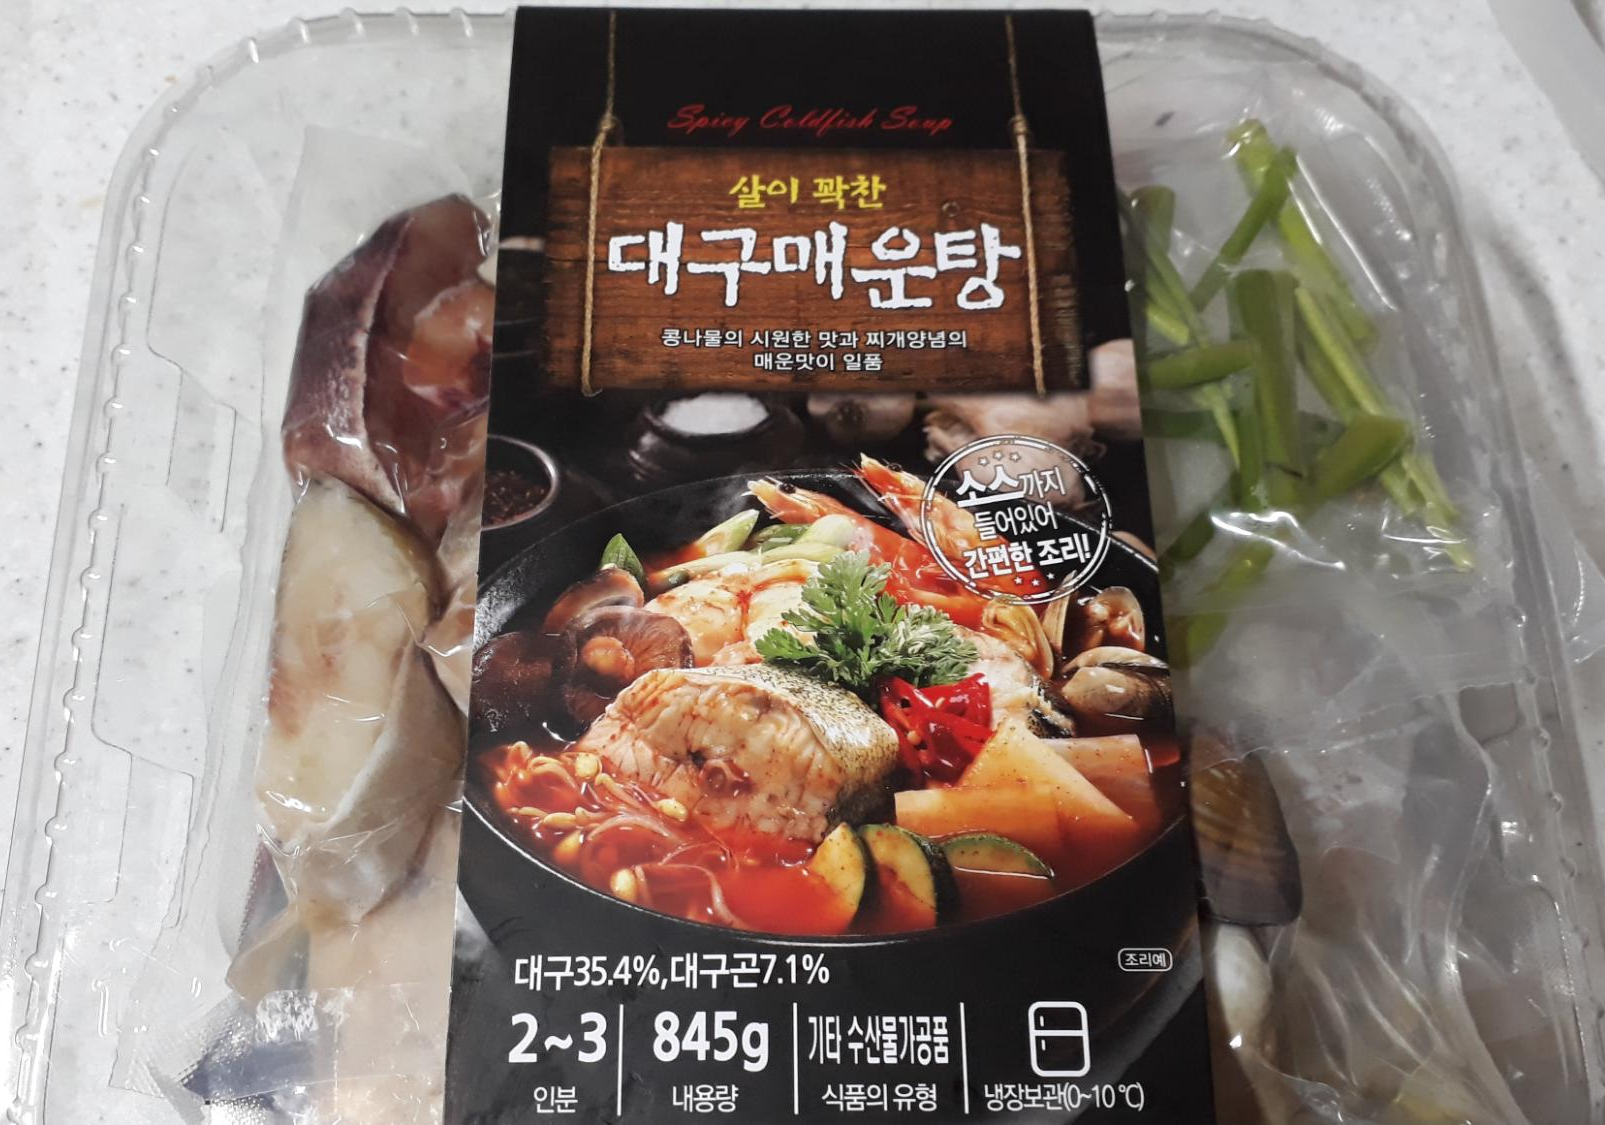 Spicy Coldfish Soup
살이 꽉찬
대구매운탕
콩나물의 시원한 맛과 찌개양념의
매운맛이 일품
소스까지
들어있어
간편한 조리!
조리예
대구35.4%,대구곤7.1%
2~3
인분
845g
내용량
기타 수산물가공품
식품의 유형
냉장보관(0~10℃)